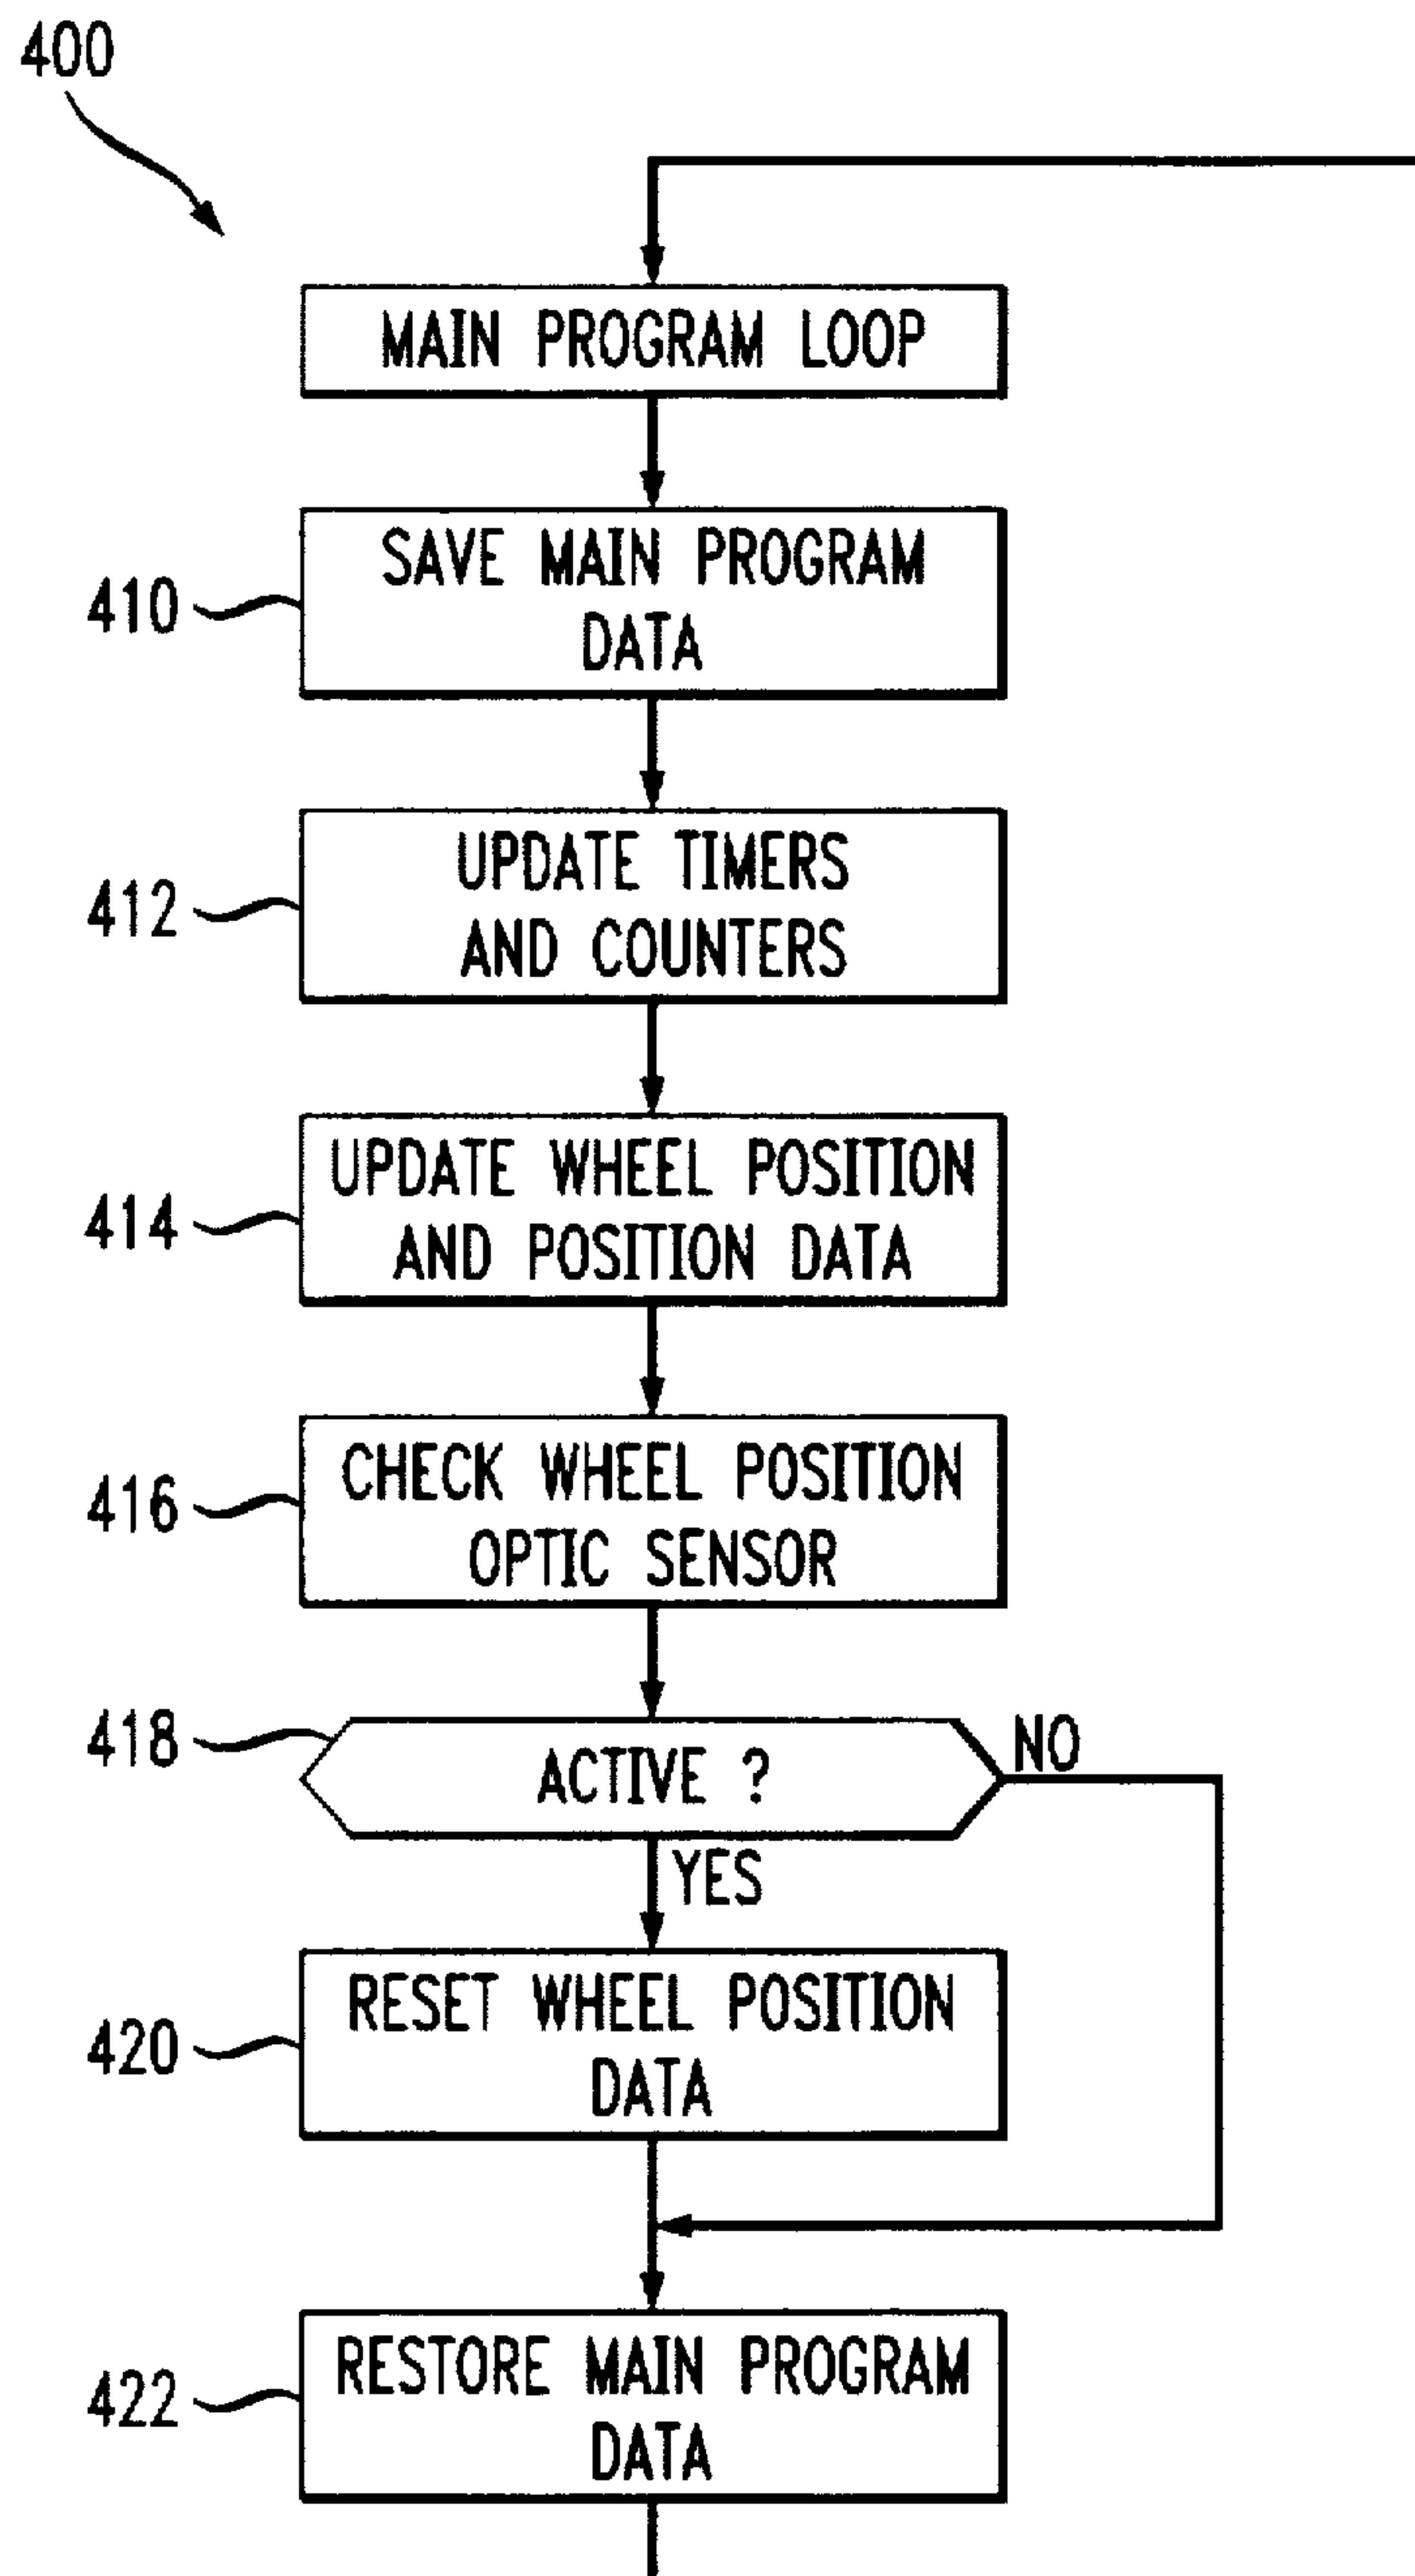 400
MAIN PROGRAM LOOP
410
SAVE MAIN PROGRAM
DATA
412
UPDATE TIMERS
AND COUNTERS
414
UPDATE WHEEL POSITION
AND POSITION DATA
416
CHECK WHEEL POSITION
OPTIC SENSOR
418
ACTIVE ?
NO
YES
420
RESET WHEEL POSITION
DATA
422
RESTORE MAIN PROGRAM
DATA